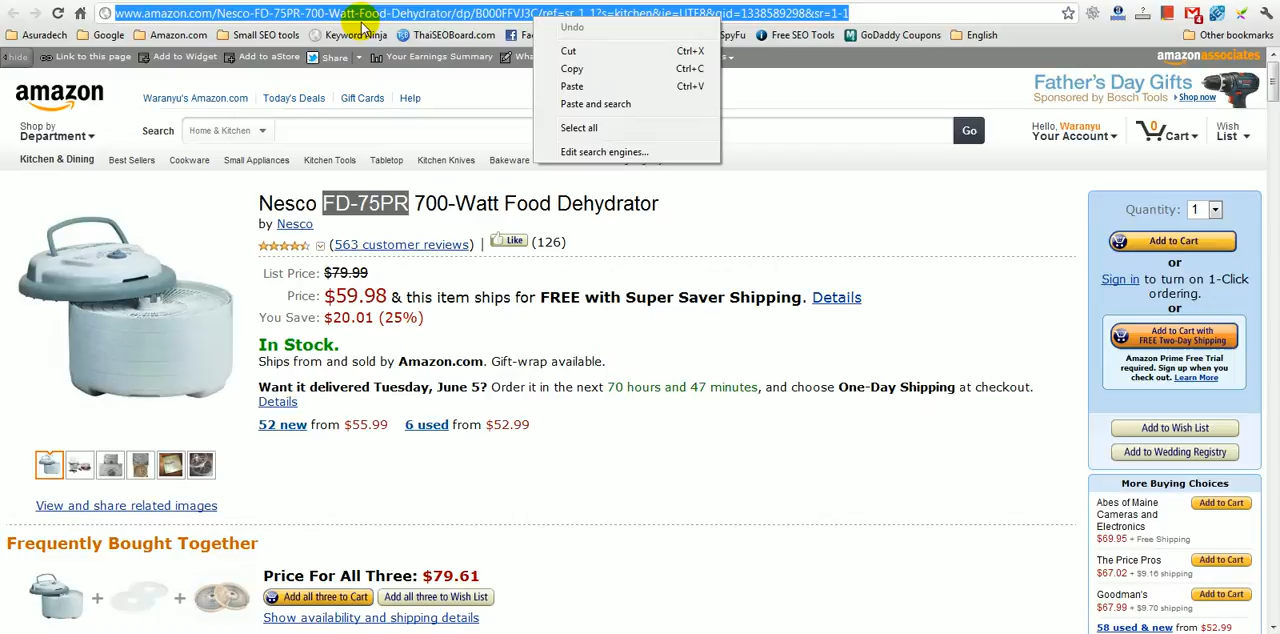 www.amazon.com/Nesco-FD-75PR-700-Watt-Food-Dehydrator/dp/B000FFVJ3C/ref=sr_1_1?s=kitchen&ie=UTF8&qid=1338589298&sr=1-1
Asuradech Google Amazon.com Small SEO tools Keyword Ninja ThaiSEOBoard.com SpyFu Free SEO Tools GoDaddy Coupons English Other bookmarks
hide Link to this page Add to Widget Add to aStore Share Your Earnings Summary
amazon associates
Undo
Cut Ctrl+X
Copy Ctrl+C
Paste Ctrl+V
Paste and search
Select all
Edit search engines...
amazon
Waranyu's Amazon.com Today's Deals Gift Cards Help
Father's Day Gifts
Sponsored by Bosch Tools Shop now
Shop by
Department
Search Home & Kitchen Go
Hello, Waranyu
Your Account
0
Cart
Wish
List
Kitchen & Dining Best Sellers Cookware Small Appliances Kitchen Tools Tabletop Kitchen Knives Bakeware
Nesco FD-75PR 700-Watt Food Dehydrator
by Nesco
(563 customer reviews) | Like (126)
List Price: $79.99
Price: $59.98 & this item ships for FREE with Super Saver Shipping. Details
You Save: $20.01 (25%)
In Stock.
Ships from and sold by Amazon.com. Gift-wrap available.
Want it delivered Tuesday, June 5? Order it in the next 70 hours and 47 minutes, and choose One-Day Shipping at checkout.
Details
52 new from $55.99 6 used from $52.99
View and share related images
Frequently Bought Together
Price For All Three: $79.61
Add all three to Cart Add all three to Wish List
Show availability and shipping details
Quantity: 1
Add to Cart
or
Sign in to turn on 1-Click
ordering.
or
Add to Cart with
FREE Two-Day Shipping
Amazon Prime Free Trial
required. Sign up when you
check out. Learn More
Add to Wish List
Add to Wedding Registry
More Buying Choices
Abes of Maine
Cameras and
Electronics
$69.95 + Free Shipping
Add to Cart
The Price Pros
$67.02 + $9.16 shipping
Add to Cart
Goodman's
$67.99 + $9.70 shipping
Add to Cart
58 used & new from $52.99